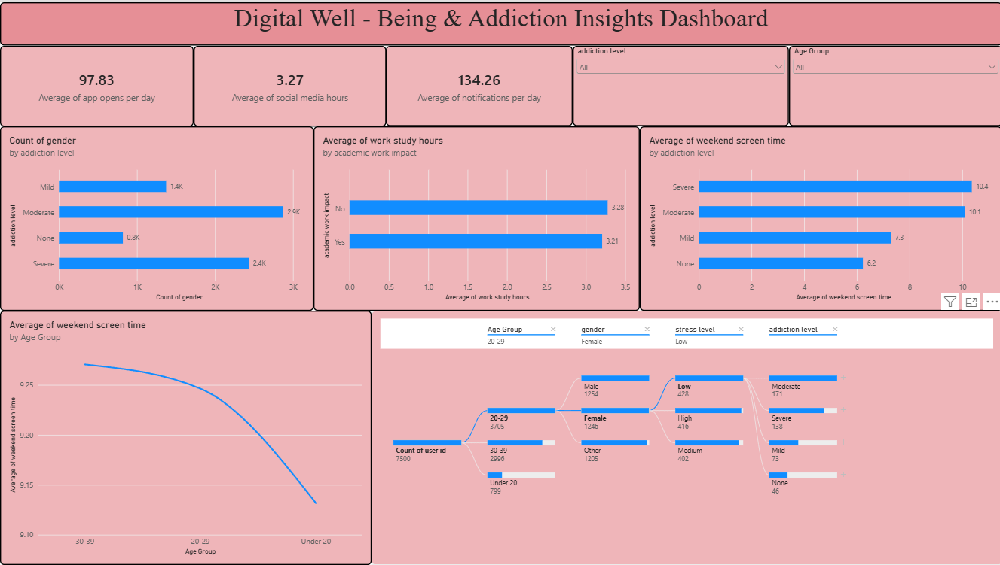 Digital Well - Being & Addiction Insights Dashboard
97.83
Average of app opens per day
3.27
Average of social media hours
134.26
Average of notifications per day
addiction level
All
Age Group
All
Count of gender
by addiction level
addiction level
Mild
1.4K
Moderate
2.9K
None
0.8K
Severe
2.4K
0K 1K 2K 3K
Count of gender
Average of work study hours
by academic work impact
academic work impact
No
3.28
Yes
3.21
0.0 0.5 1.0 1.5 2.0 2.5 3.0 3.5
Average of work study hours
Average of weekend screen time
by addiction level
addiction level
Severe
10.4
Moderate
10.1
Mild
7.3
None
6.2
0 2 4 6 8 10
Average of weekend screen time
Average of weekend screen time
by Age Group
Average of weekend screen time
9.25
9.20
9.15
9.10
30-39 20-29 Under 20
Age Group
Age Group
20-29
gender
Female
stress level
Low
addiction level
Count of user id
7500
20-29
3705
30-39
2996
Under 20
799
Male
1254
Female
1246
Other
1205
Low
428
High
416
Medium
402
Moderate
171
Severe
138
Mild
73
None
46